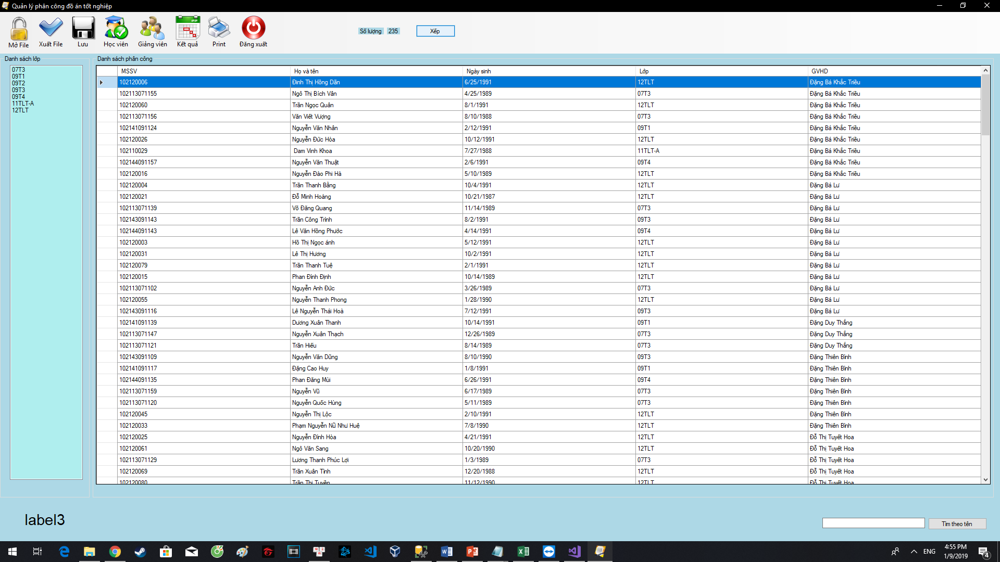 Quản lý phân công đồ án tốt nghiệp
Mở File Xuất File Lưu Học viên Giảng viên Kết quả Print Đăng xuất
Số lượng 235 Xếp
Danh sách lớp
07T3
09T1
09T2
09T3
09T4
11TLT-A
12TLT
Danh sách phân công
MSSV Họ và tên Ngày sinh Lớp GVHD
102120006 Đinh Thị Hồng Dân 6/25/1991 12TLT Đặng Bá Khắc Triều
102113071155 Ngô Thị Bích Vân 4/25/1989 07T3 Đặng Bá Khắc Triều
102120060 Trần Ngọc Quân 8/1/1991 12TLT Đặng Bá Khắc Triều
102113071156 Văn Viết Vượng 8/10/1988 07T3 Đặng Bá Khắc Triều
102141091124 Nguyễn Văn Nhân 2/12/1991 09T1 Đặng Bá Khắc Triều
102120026 Nguyễn Đức Hòa 10/12/1991 12TLT Đặng Bá Khắc Triều
102110029 Dam Vinh Khoa 7/27/1988 11TLT-A Đặng Bá Khắc Triều
102144091157 Nguyễn Văn Thuật 2/6/1991 09T4 Đặng Bá Khắc Triều
102120016 Nguyễn Đào Phi Hà 5/10/1989 12TLT Đặng Bá Khắc Triều
102120004 Trần Thanh Bằng 10/4/1991 12TLT Đặng Bá Lư
102120021 Đỗ Minh Hoàng 10/21/1987 12TLT Đặng Bá Lư
102113071139 Võ Đăng Quang 11/14/1989 07T3 Đặng Bá Lư
102143091143 Trần Công Trình 8/2/1991 09T3 Đặng Bá Lư
102144091143 Lê Văn Hồng Phước 4/14/1991 09T4 Đặng Bá Lư
102120003 Hồ Thị Ngọc ánh 5/12/1991 12TLT Đặng Bá Lư
102120031 Lê Thị Hương 10/2/1991 12TLT Đặng Bá Lư
102120079 Trần Thanh Tuệ 2/1/1991 12TLT Đặng Bá Lư
102120015 Phan Đình Định 10/14/1989 12TLT Đặng Bá Lư
102113071102 Nguyễn Anh Đức 3/26/1989 07T3 Đặng Bá Lư
102120055 Nguyễn Thanh Phong 1/28/1990 12TLT Đặng Bá Lư
102143091116 Lê Nguyễn Thái Hoà 7/12/1991 09T3 Đặng Bá Lư
102141091139 Dương Xuân Thanh 10/14/1991 09T1 Đặng Duy Thắng
102113071147 Nguyễn Xuân Thạch 12/26/1989 07T3 Đặng Duy Thắng
102113071121 Trần Hiếu 8/14/1989 07T3 Đặng Duy Thắng
102143091109 Nguyễn Văn Dũng 8/10/1990 09T3 Đặng Thiên Bình
102141091117 Đặng Cao Huy 1/8/1991 09T1 Đặng Thiên Bình
102144091135 Phan Đăng Mùi 6/26/1991 09T4 Đặng Thiên Bình
102113071159 Nguyễn Vũ 6/17/1989 07T3 Đặng Thiên Bình
102113071120 Nguyễn Quốc Hùng 5/11/1989 07T3 Đặng Thiên Bình
102120045 Nguyễn Thị Lộc 2/10/1991 12TLT Đặng Thiên Bình
102120033 Phạm Nguyễn Nữ Như Huệ 7/8/1990 12TLT Đặng Thiên Bình
102120025 Nguyễn Đình Hòa 4/21/1991 12TLT Đỗ Thị Tuyết Hoa
102120061 Ngô Văn Sang 10/20/1990 12TLT Đỗ Thị Tuyết Hoa
102113071129 Lương Thanh Phúc Lợi 1/3/1989 07T3 Đỗ Thị Tuyết Hoa
102120069 Trần Xuân Tình 12/20/1988 12TLT Đỗ Thị Tuyết Hoa
102120080 Trần Thị Tuyền 11/12/1990 12TLT Đỗ Thị Tuyết Hoa
label3
Tìm theo tên
ENG 4:55 PM
1/9/2019 4